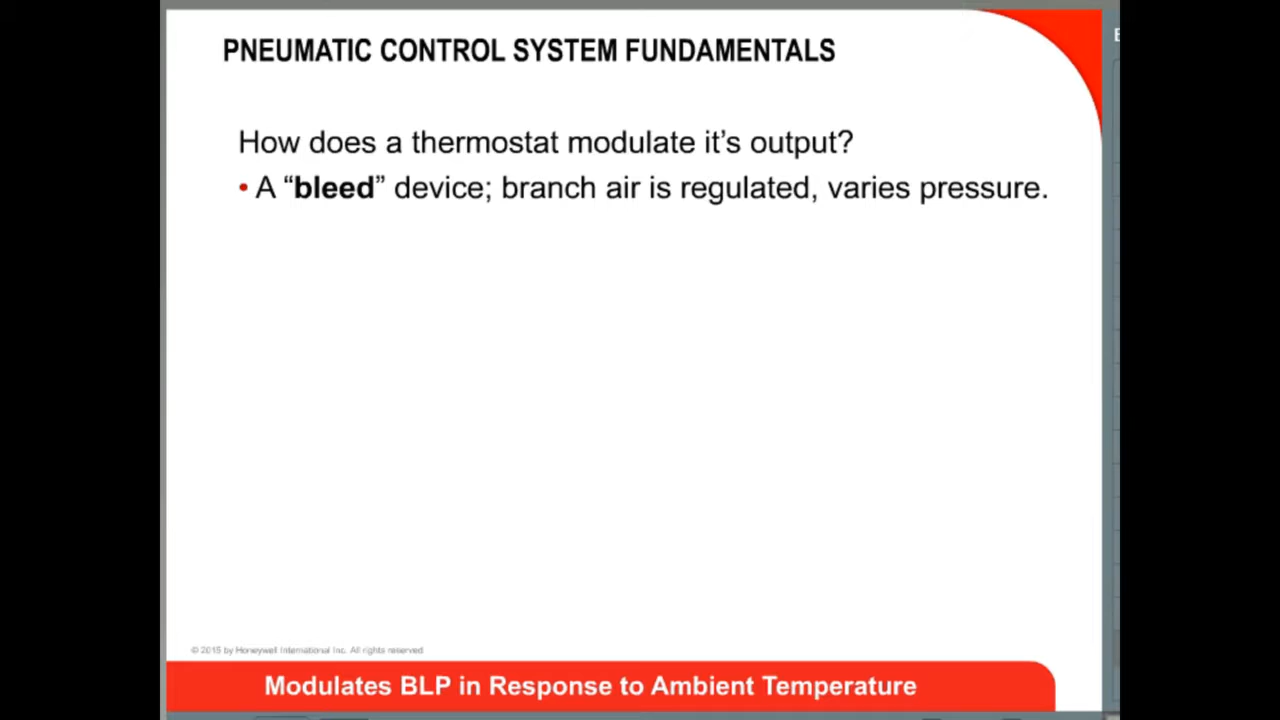 PNEUMATIC CONTROL SYSTEM FUNDAMENTALS
How does a thermostat modulate it’s output?
• A “bleed” device; branch air is regulated, varies pressure.
© 2015 by Honeywell International Inc. All rights reserved
Modulates BLP in Response to Ambient Temperature